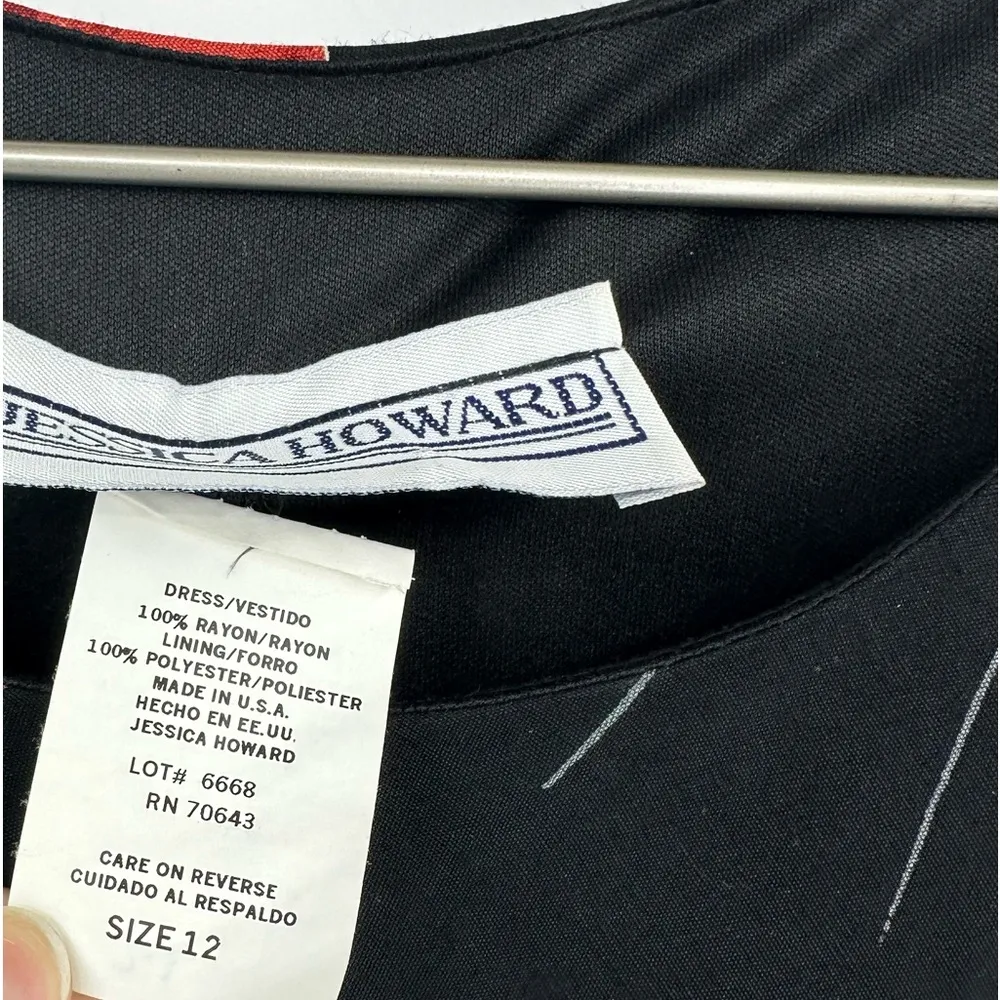 JESSICA HOWARD
DRESS/VESTIDO
100% RAYON/RAYON
LINING/FORRO
100% POLYESTER/POLIESTER
MADE IN U.S.A.
HECHO EN EE.UU.
JESSICA HOWARD
LOT# 6668
RN 70643
CARE ON REVERSE
CUIDADO AL RESPALDO
SIZE 12